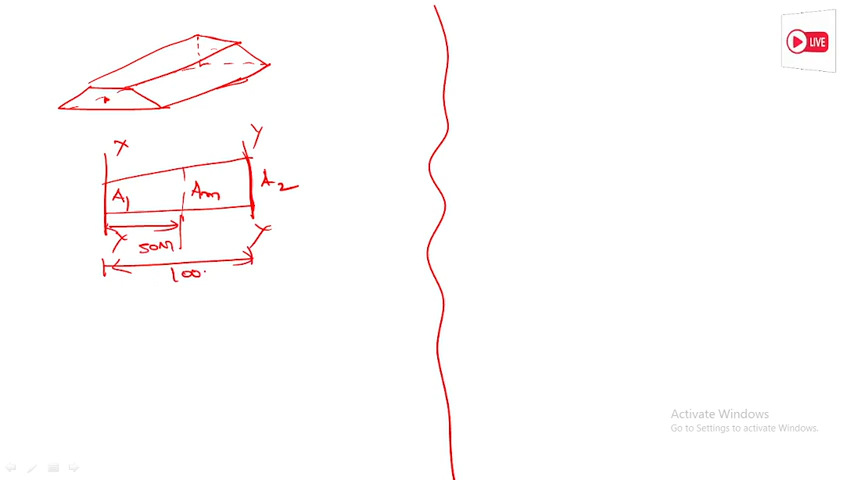 LIVE
X Y
A1 Am A2
X Y
50M
100.
Activate Windows
Go to Settings to activate Windows.